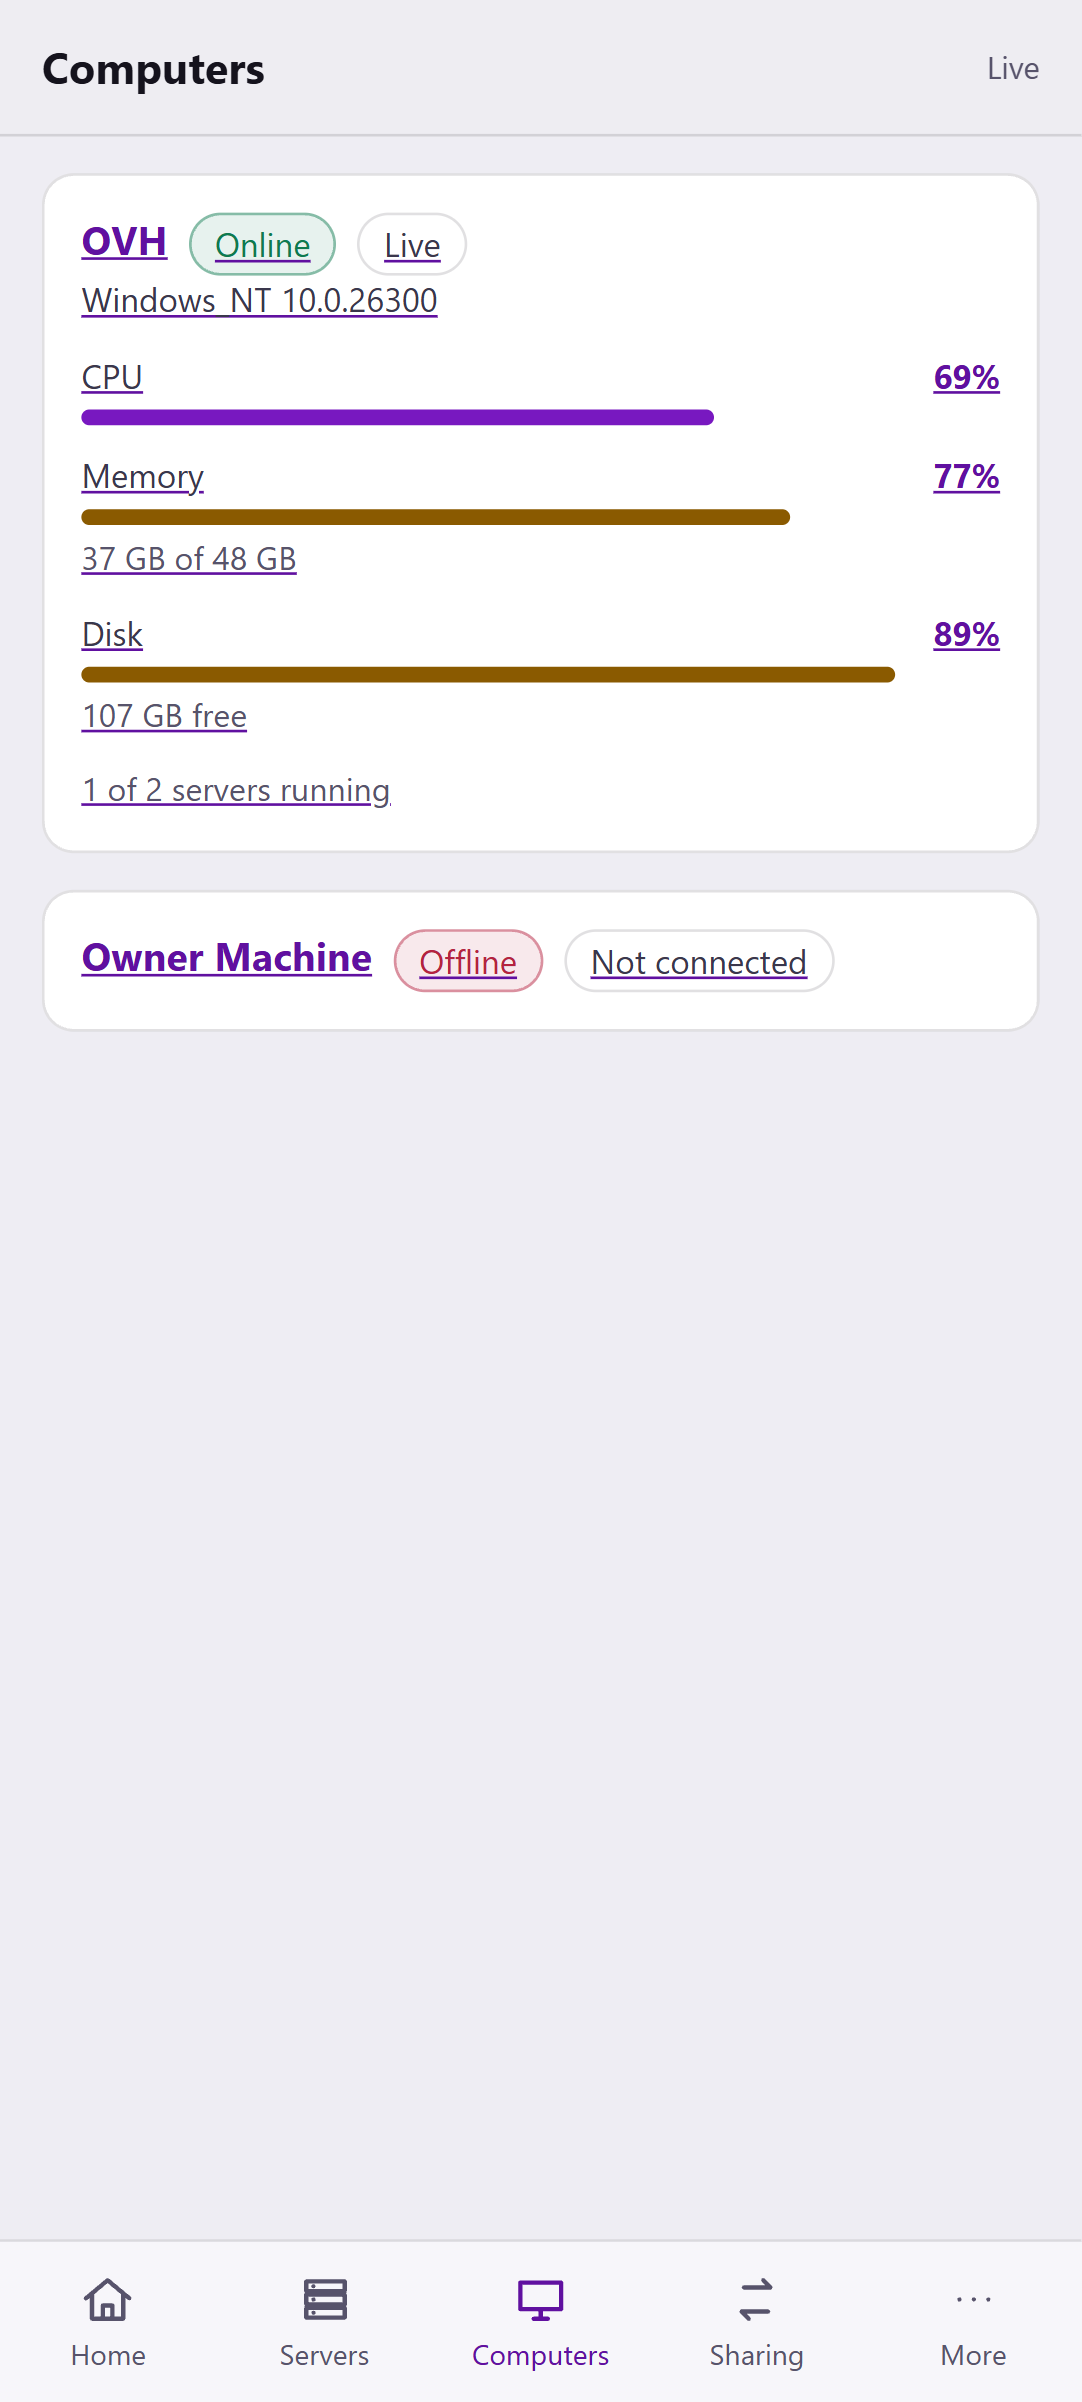 Computers
Live
OVH Online Live
Windows_NT 10.0.26300
CPU 69%
Memory 77%
37 GB of 48 GB
Disk 89%
107 GB free
1 of 2 servers running
Owner Machine Offline Not connected
Home Servers Computers Sharing More